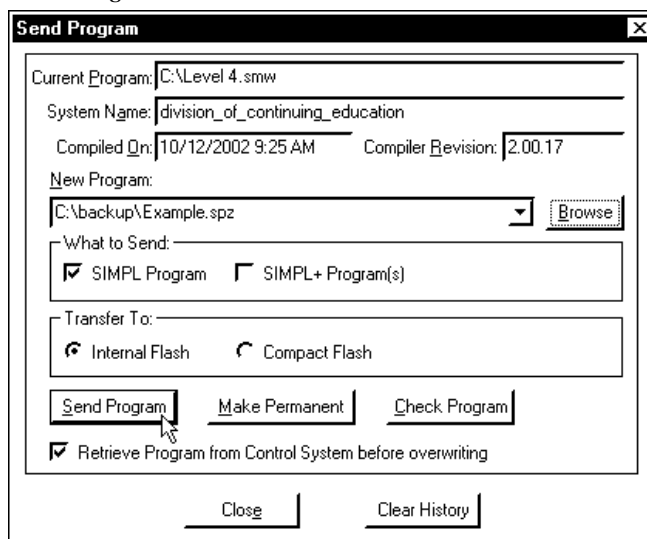 Send Program
Current Program: C:\Level 4.smw
System Name: division_of_continuing_education
Compiled On: 10/12/2002 9:25 AM Compiler Revision: 2.00.17
New Program:
C:\backup\Example.spz Browse
What to Send:
SIMPL Program SIMPL+ Program(s)
Transfer To:
Internal Flash Compact Flash
Send Program Make Permanent Check Program
Retrieve Program from Control System before overwriting
Close Clear History